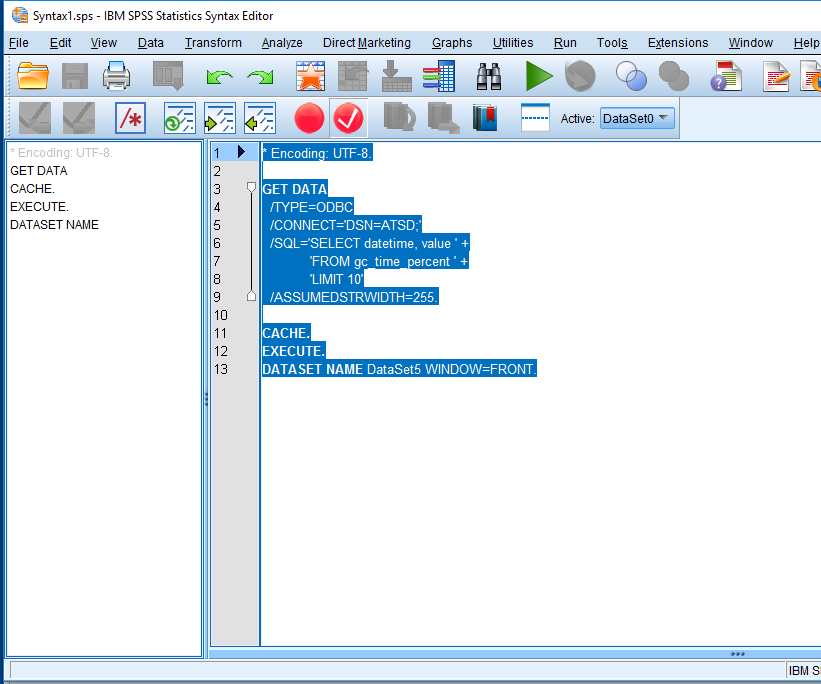 Syntax1.sps - IBM SPSS Statistics Syntax Editor
File Edit View Data Transform Analyze Direct Marketing Graphs Utilities Run Tools Extensions Window Help
/*
Active: DataSet0
* Encoding: UTF-8.
GET DATA
CACHE.
EXECUTE.
DATASET NAME
1 * Encoding: UTF-8.
2
3 GET DATA
4 /TYPE=ODBC
5 /CONNECT='DSN=ATSD;'
6 /SQL='SELECT datetime, value ' +
7 'FROM gc_time_percent ' +
8 'LIMIT 10'
9 /ASSUMEDSTRWIDTH=255.
10
11 CACHE.
12 EXECUTE.
13 DATASET NAME DataSet5 WINDOW=FRONT.
IBM S